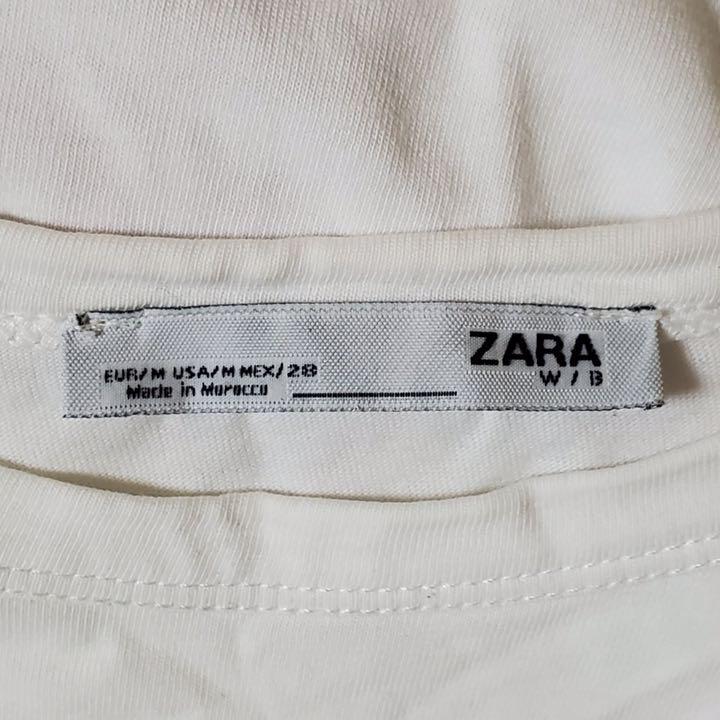 ZARA
W / B
EUR/M USA/M MEX/28
Made in Morocco